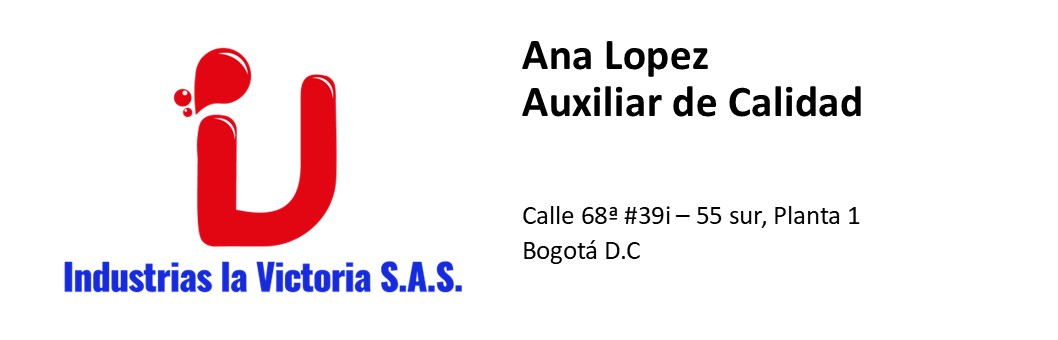 Ana Lopez
Auxiliar de Calidad
Calle 68ª #39i – 55 sur, Planta 1
Bogotá D.C
Industrias la Victoria S.A.S.